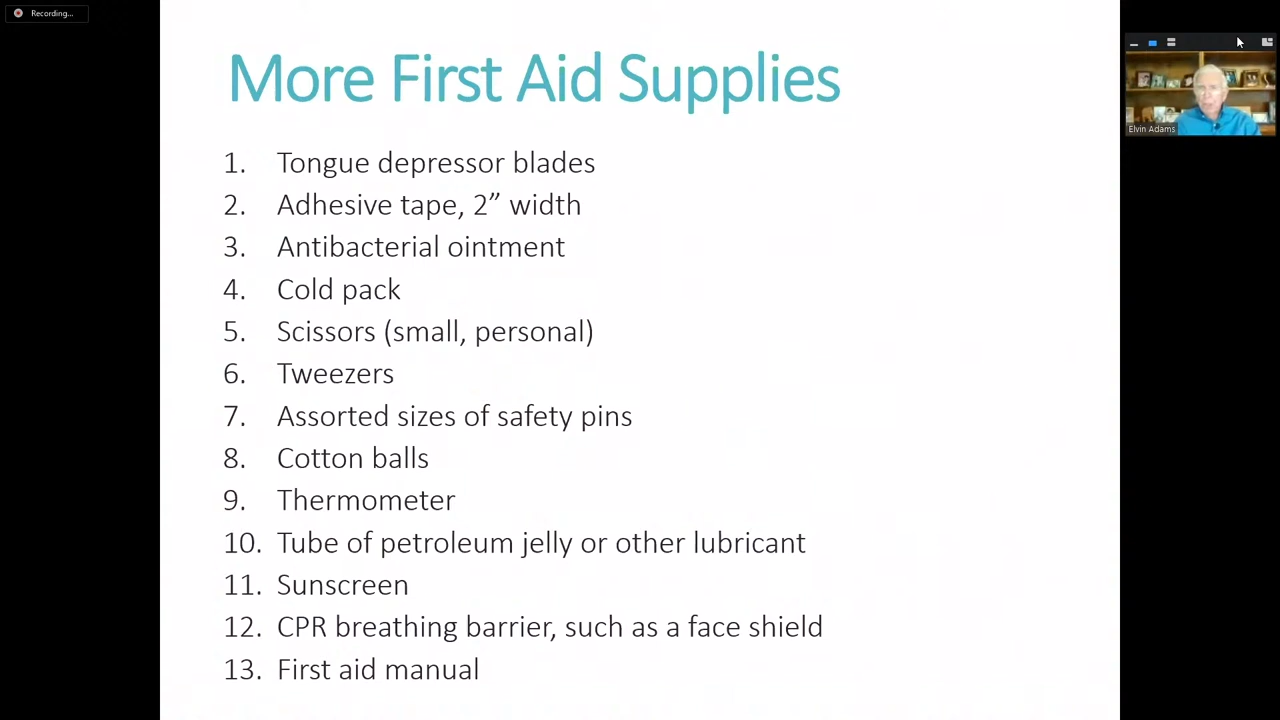 Recording...
More First Aid Supplies
1. Tongue depressor blades
2. Adhesive tape, 2” width
3. Antibacterial ointment
4. Cold pack
5. Scissors (small, personal)
6. Tweezers
7. Assorted sizes of safety pins
8. Cotton balls
9. Thermometer
10. Tube of petroleum jelly or other lubricant
11. Sunscreen
12. CPR breathing barrier, such as a face shield
13. First aid manual
Elvin Adams